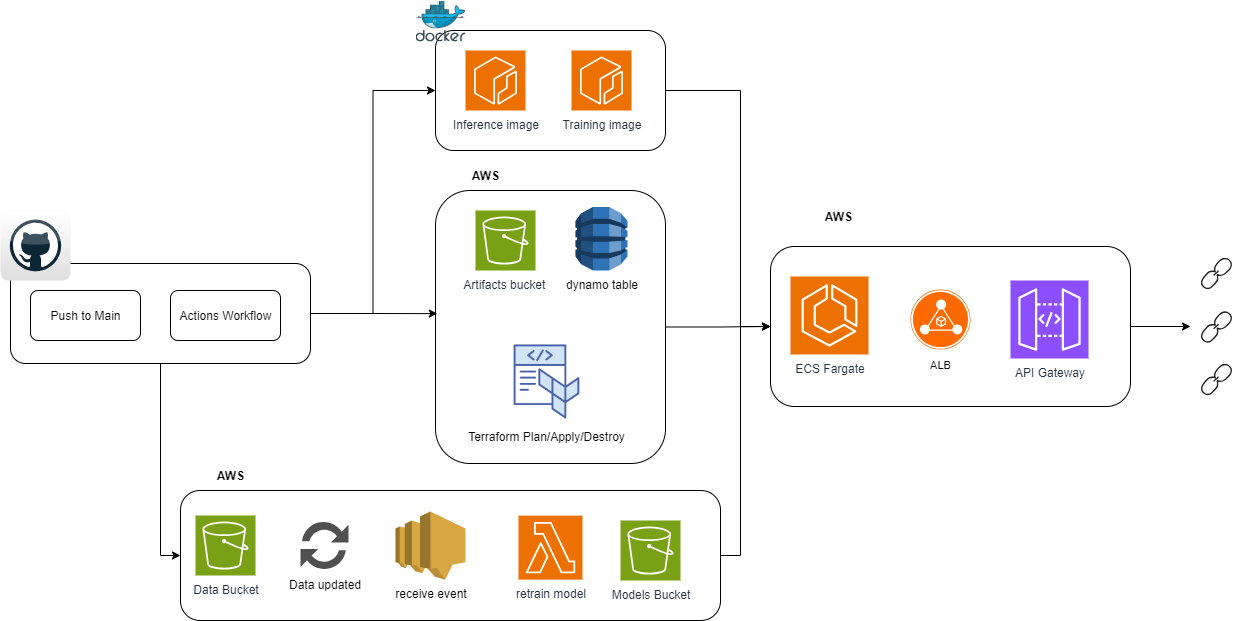 docker
Inference image
Training image
AWS
Artifacts bucket
dynamo table
Terraform Plan/Apply/Destroy
Push to Main
Actions Workflow
AWS
ECS Fargate
ALB
API Gateway
AWS
Data Bucket
Data updated
receive event
retrain model
Models Bucket